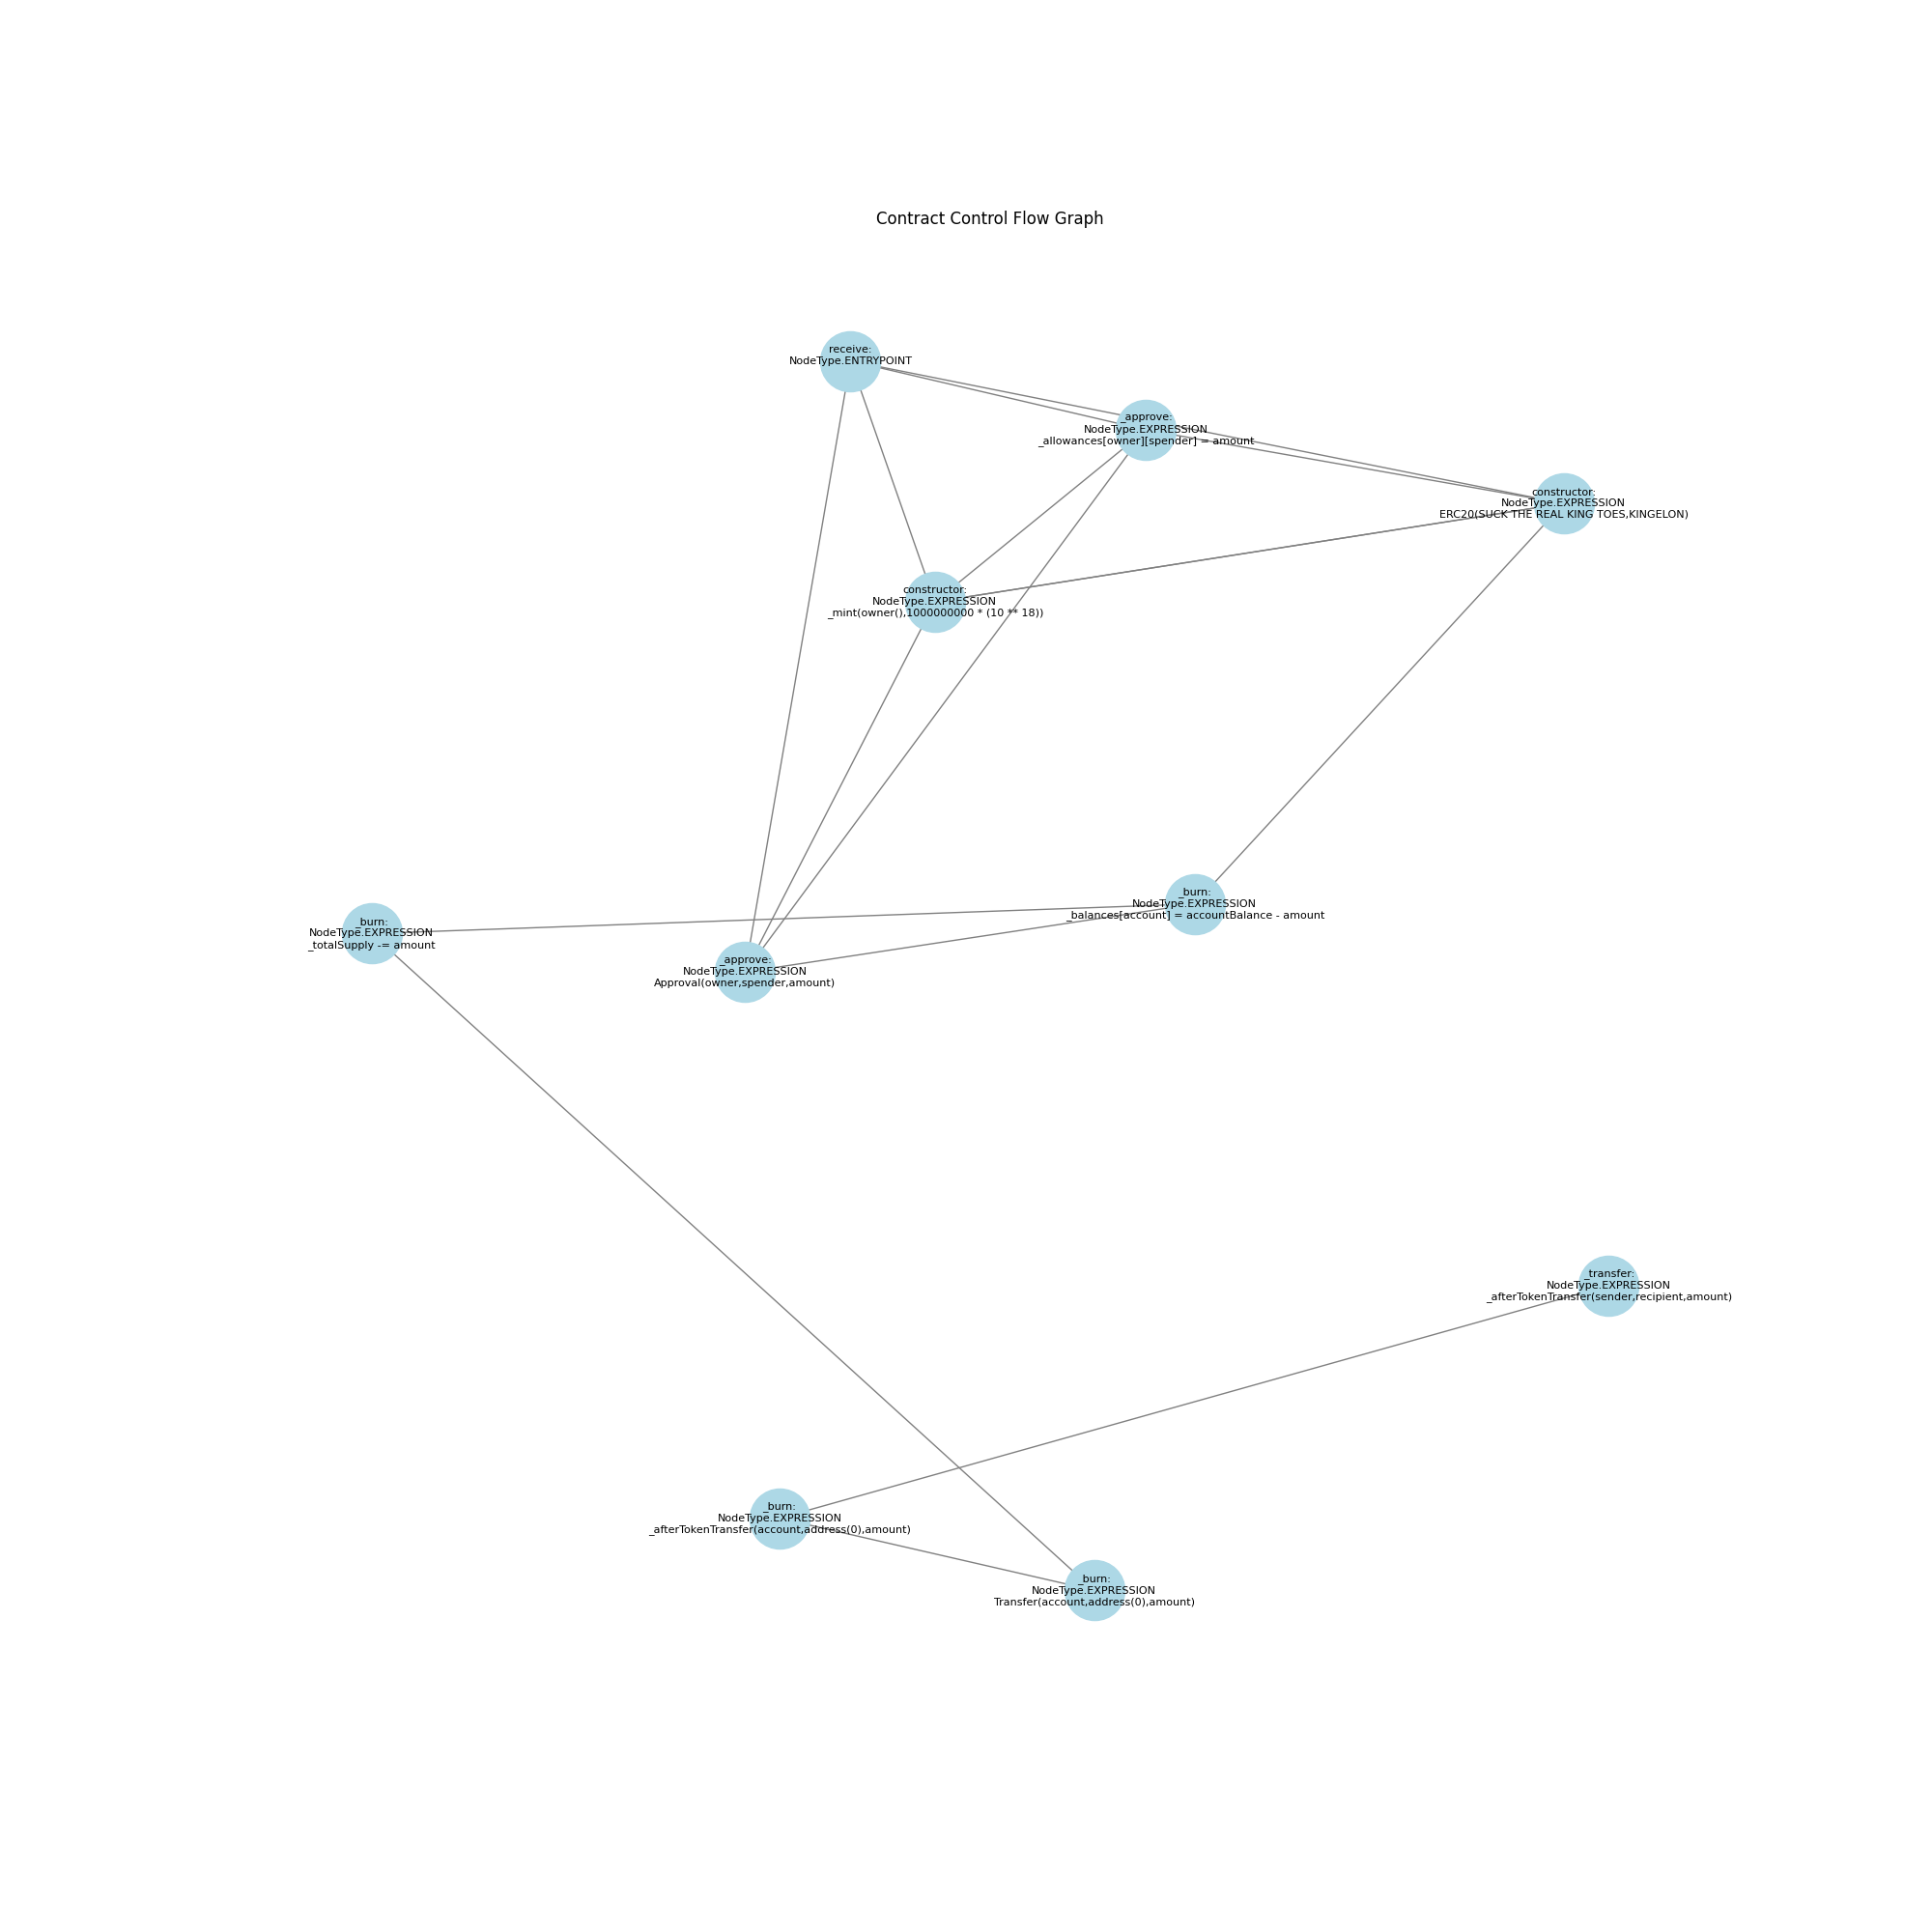 Contract Control Flow Graph
receive:
NodeType.ENTRYPOINT
_approve:
NodeType.EXPRESSION
_allowances[owner][spender] = amount
constructor:
NodeType.EXPRESSION
ERC20(SUCK THE REAL KING TOES,KINGELON)
constructor:
NodeType.EXPRESSION
_mint(owner(),1000000000 * (10 ** 18))
_burn:
NodeType.EXPRESSION
_balances[account] = accountBalance - amount
_burn:
NodeType.EXPRESSION
_totalSupply -= amount
_approve:
NodeType.EXPRESSION
Approval(owner,spender,amount)
_transfer:
NodeType.EXPRESSION
_afterTokenTransfer(sender,recipient,amount)
_burn:
NodeType.EXPRESSION
_afterTokenTransfer(account,address(0),amount)
_burn:
NodeType.EXPRESSION
Transfer(account,address(0),amount)